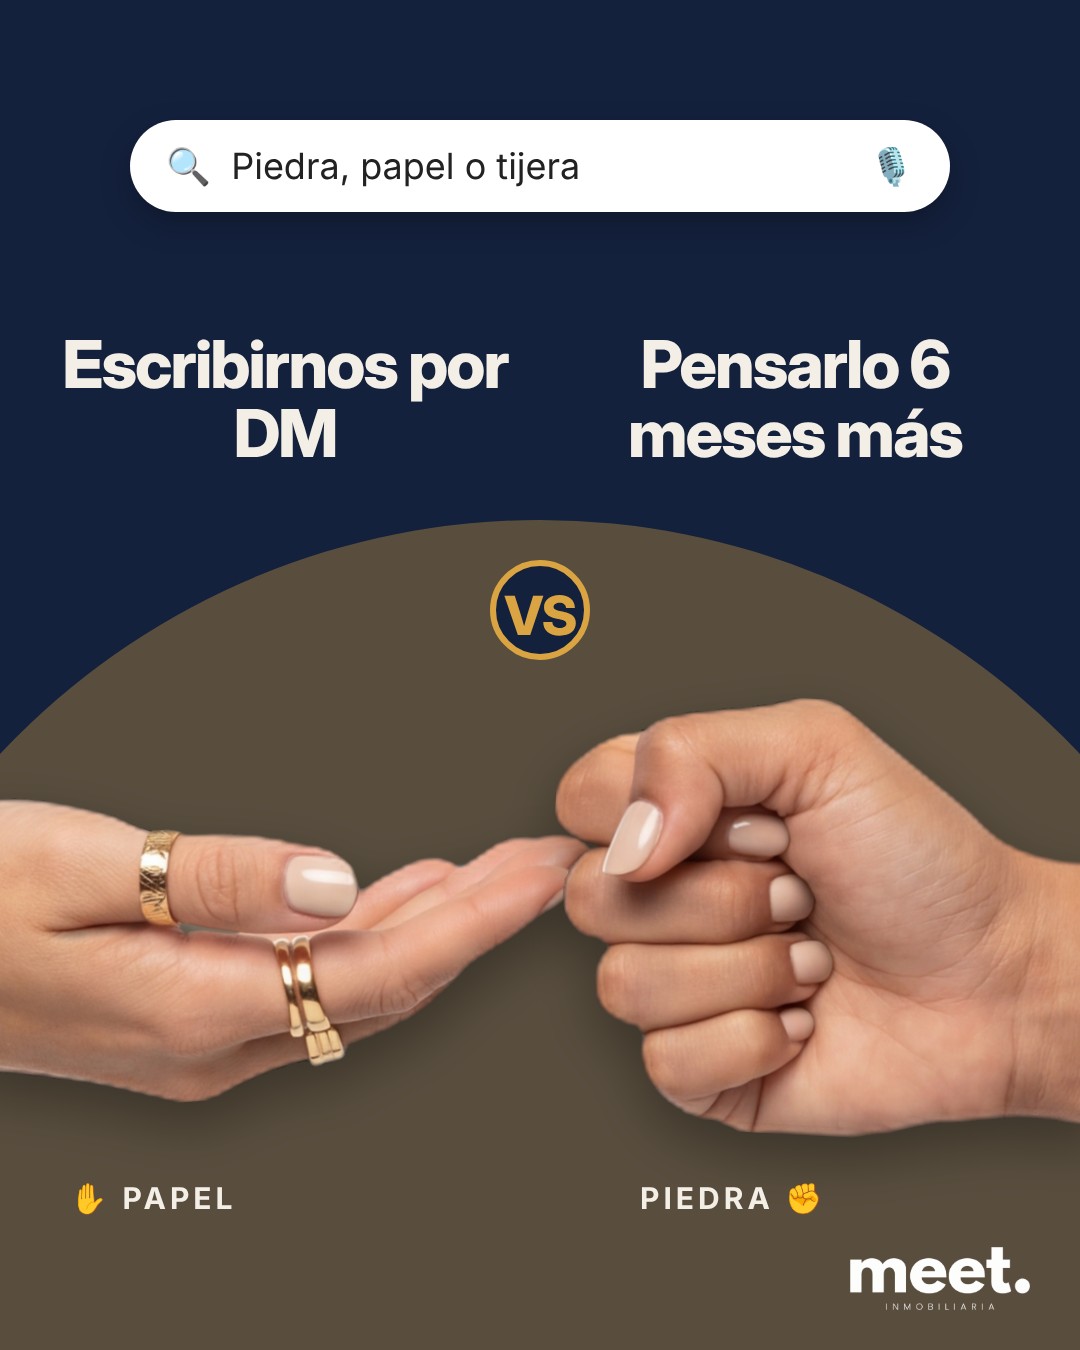 🔍 Piedra, papel o tijera 🎙️
Escribirnos por
DM
Pensarlo 6
meses más
VS
✋ PAPEL
PIEDRA ✊
meet.
INMOBILIARIA